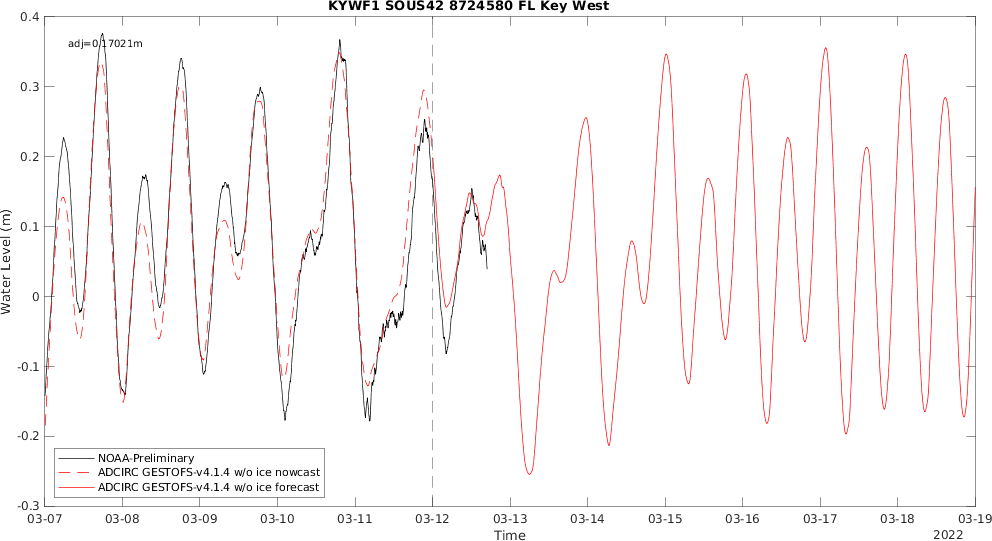 KYWF1 SOUS42 8724580 FL Key West
adj=0.17021m
0.4
0.3
0.2
0.1
0
-0.1
-0.2
-0.3
Water Level (m)
NOAA-Preliminary
ADCIRC GESTOFS-v4.1.4 w/o ice nowcast
ADCIRC GESTOFS-v4.1.4 w/o ice forecast
03-07 03-08 03-09 03-10 03-11 03-12 03-13 03-14 03-15 03-16 03-17 03-18 03-19
Time
2022